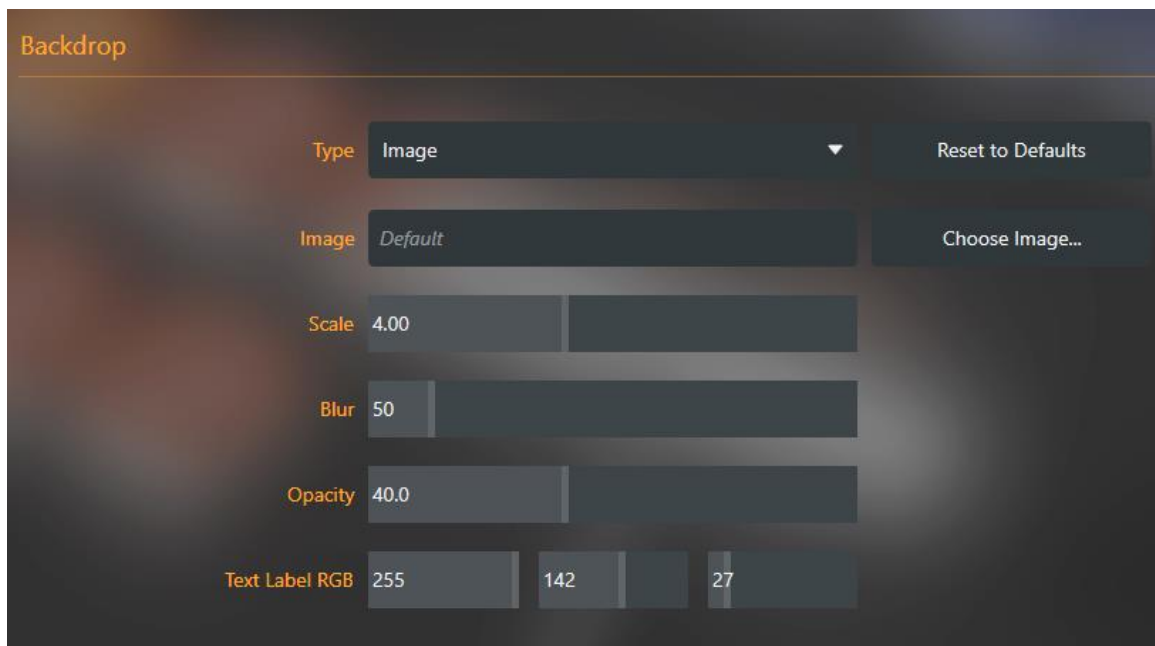 Backdrop
Type Image Reset to Defaults
Image Default Choose Image...
Scale 4.00
Blur 50
Opacity 40.0
Text Label RGB 255 142 27